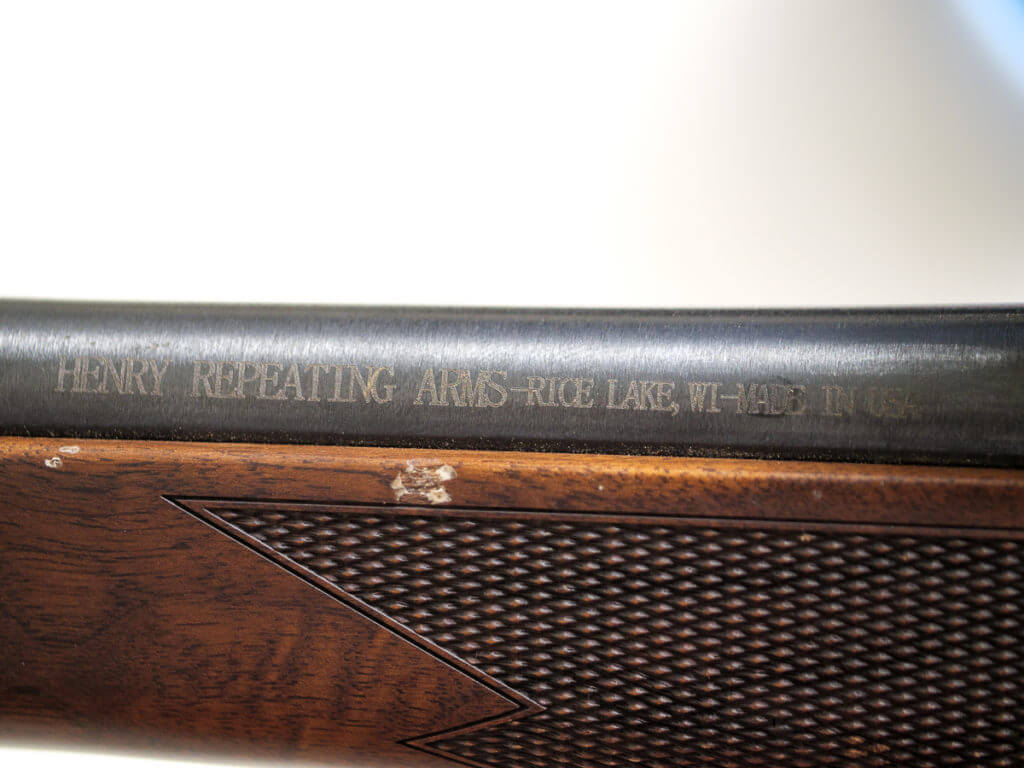 HENRY REPEATING ARMS-RICE LAKE, WI-MADE IN USA